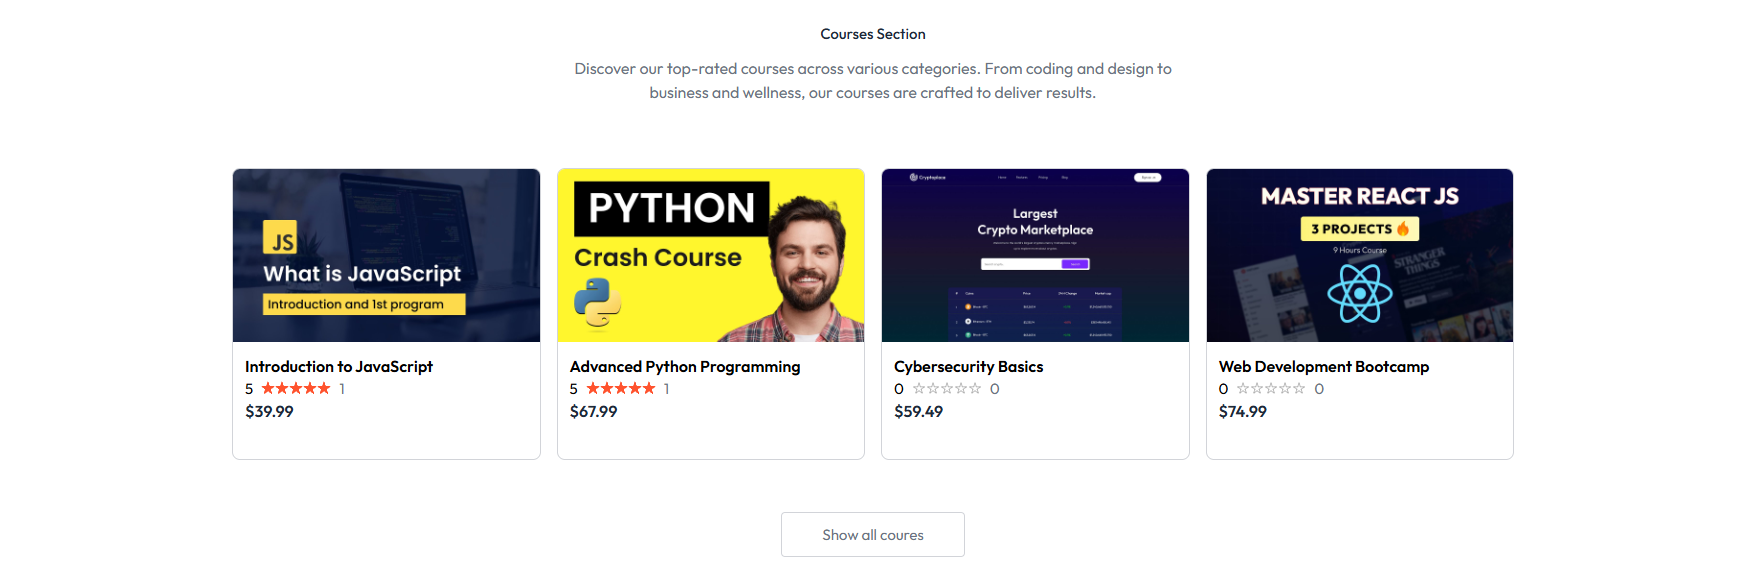 Courses Section
Discover our top-rated courses across various categories. From coding and design to
business and wellness, our courses are crafted to deliver results.
JS
What is JavaScript
Introduction and 1st program
Introduction to JavaScript
5 ★★★★★ 1
$39.99
PYTHON
Crash Course
Advanced Python Programming
5 ★★★★★ 1
$67.99
Cryptoplace
Largest
Crypto Marketplace
Cybersecurity Basics
0 ☆☆☆☆☆ 0
$59.49
MASTER REACT JS
3 PROJECTS 🔥
9 Hours Course
STRANGER
THINGS
Web Development Bootcamp
0 ☆☆☆☆☆ 0
$74.99
Show all coures